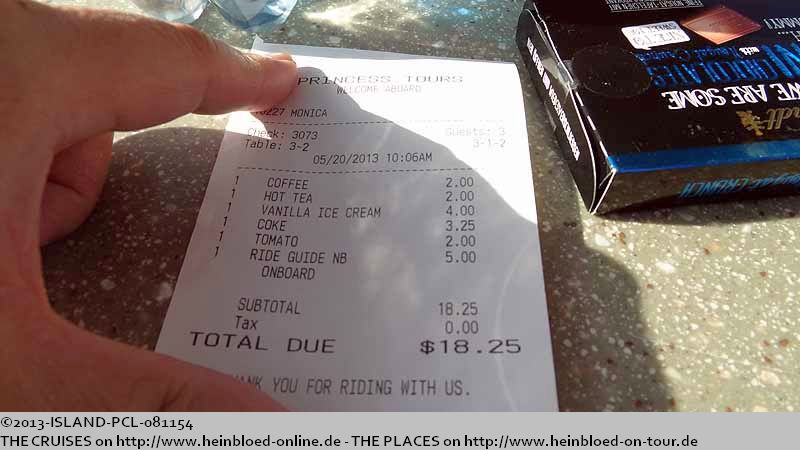 PRINCESS TOURS
WELCOME ABOARD
MONICA
Check: 3073 Guests: 3
Table: 3-2 3-1-2
05/20/2013 10:06AM
1 COFFEE 2.00
1 HOT TEA 2.00
1 VANILLA ICE CREAM 4.00
1 COKE 3.25
1 TOMATO 2.00
1 RIDE GUIDE NB 5.00
ONBOARD
SUBTOTAL 18.25
Tax 0.00
TOTAL DUE $18.25
YOU FOR RIDING WITH US.
WE ARE SOME
©2013-ISLAND-PCL-081154
THE CRUISES on http://www.heinbloed-online.de - THE PLACES on http://www.heinbloed-on-tour.de